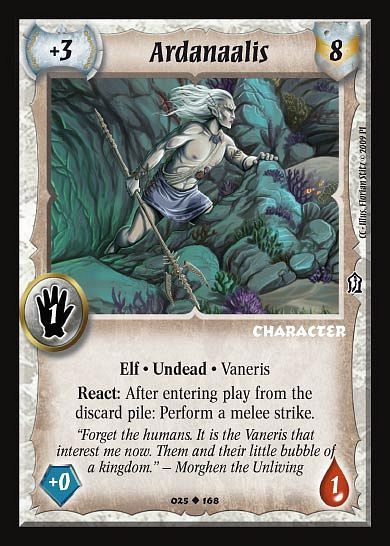 +3
Ardanaalis
8
CC - Illus. Florian Stitz © 2009 PI
1
CHARACTER
Elf • Undead • Vaneris
React: After entering play from the
discard pile: Perform a melee strike.
"Forget the humans. It is the Vaneris that
interest me now. Them and their little bubble of
a kingdom." – Morghen the Unliving
+0
1
025 ◆ 168